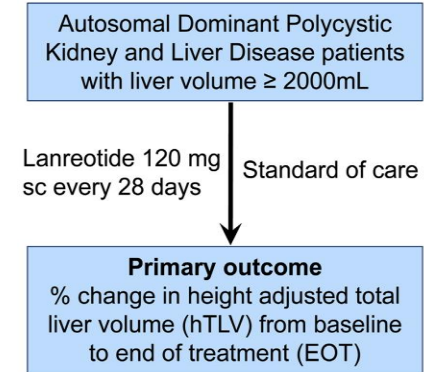 Autosomal Dominant Polycystic
Kidney and Liver Disease patients
with liver volume ≥ 2000mL
Lanreotide 120 mg
sc every 28 days
Standard of care
Primary outcome
% change in height adjusted total
liver volume (hTLV) from baseline
to end of treatment (EOT)